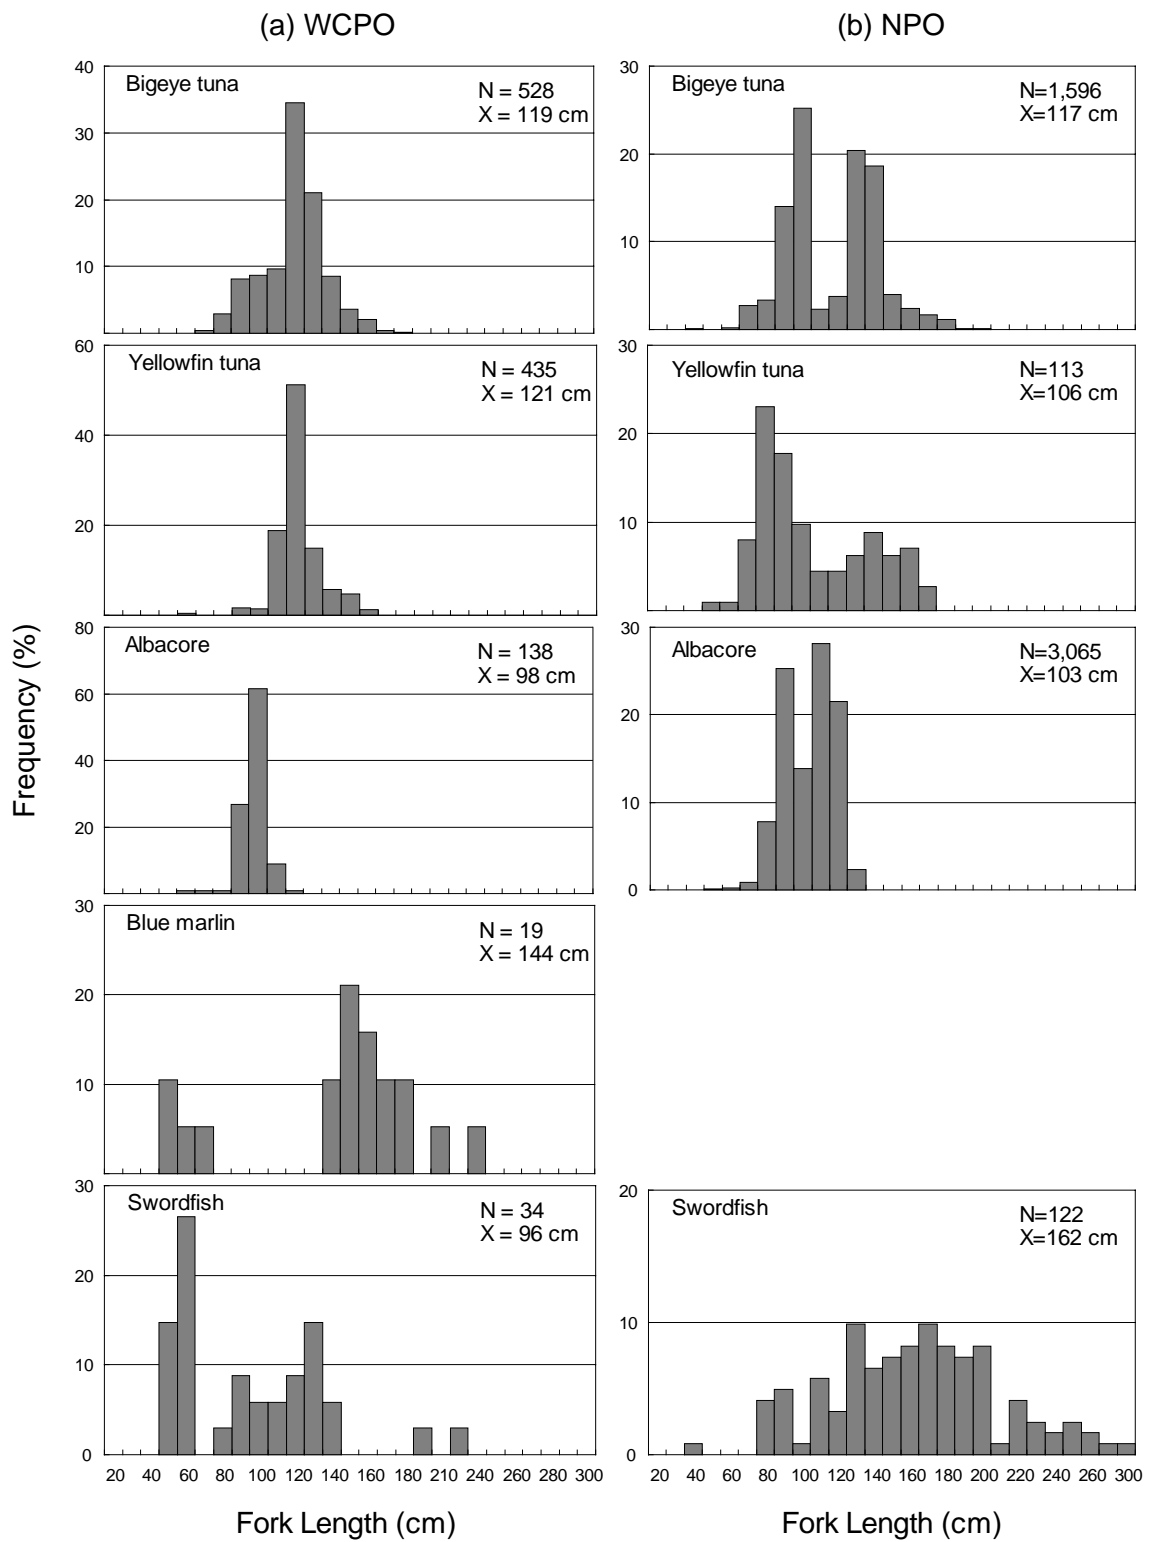 (a) WCPO
(b) NPO
Frequency (%)
40
30
20
10
Bigeye tuna
N = 528
X = 119 cm
30
20
10
0
Bigeye tuna
N=1,596
X=117 cm
60
40
20
Yellowfin tuna
N = 435
X = 121 cm
30
20
10
0
Yellowfin tuna
N=113
X=106 cm
80
60
40
20
Albacore
N = 138
X = 98 cm
30
20
10
0
Albacore
N=3,065
X=103 cm
30
20
10
Blue marlin
N = 19
X = 144 cm
30
20
10
0
Swordfish
N = 34
X = 96 cm
20 40 60 80 100 120 140 160 180 210 240 260 280 300
Fork Length (cm)
20
10
0
Swordfish
N=122
X=162 cm
20 40 60 80 100 120 140 160 180 200 220 240 260 300
Fork Length (cm)